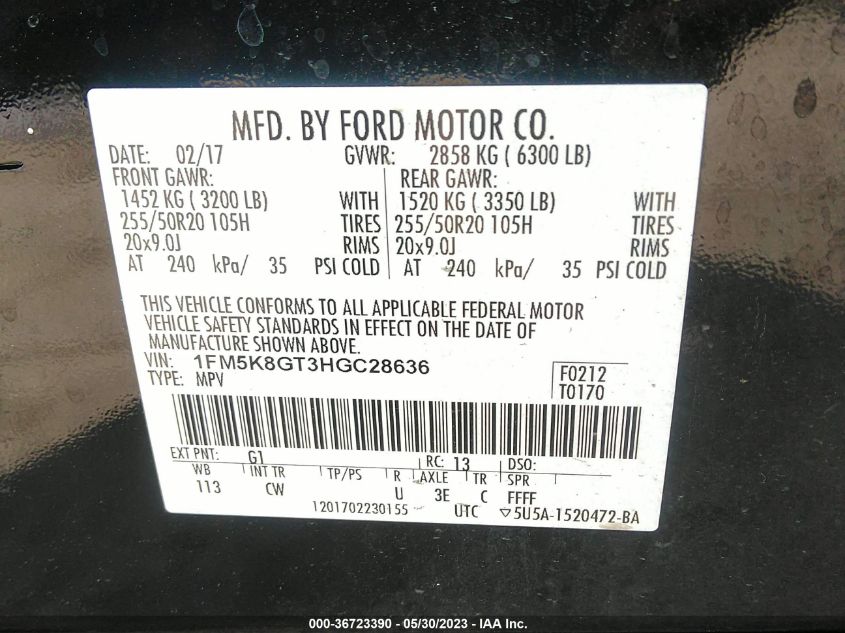 MFD. BY FORD MOTOR CO.
DATE: 02/17 GVWR: 2858 KG ( 6300 LB)
FRONT GAWR: REAR GAWR:
1452 KG ( 3200 LB) WITH 1520 KG ( 3350 LB) WITH
255/50R20 105H TIRES 255/50R20 105H TIRES
20x9.0J RIMS 20x9.0J RIMS
AT 240 kPa/ 35 PSI COLD AT 240 kPa/ 35 PSI COLD
THIS VEHICLE CONFORMS TO ALL APPLICABLE FEDERAL MOTOR
VEHICLE SAFETY STANDARDS IN EFFECT ON THE DATE OF
MANUFACTURE SHOWN ABOVE.
VIN: 1FM5K8GT3HGC28636 F0212
TYPE: MPV T0170
EXT PNT: G1 RC: 13 DSO:
WB INT TR TP/PS R AXLE TR SPR
113 CW U 3E C FFFF
1201702230155 UTC ▽5U5A-1520472-BA
000-36723390 - 05/30/2023 - IAA Inc.